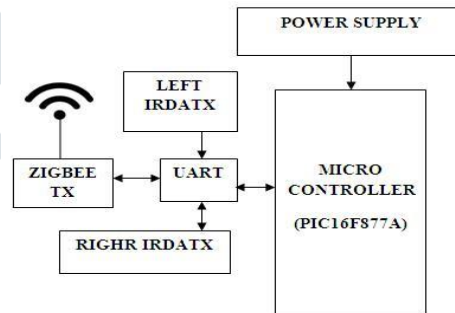 POWER SUPPLY
LEFT
IRDATX
ZIGBEE
TX
UART
MICRO
CONTROLLER
(PIC16F877A)
RIGHR IRDATX